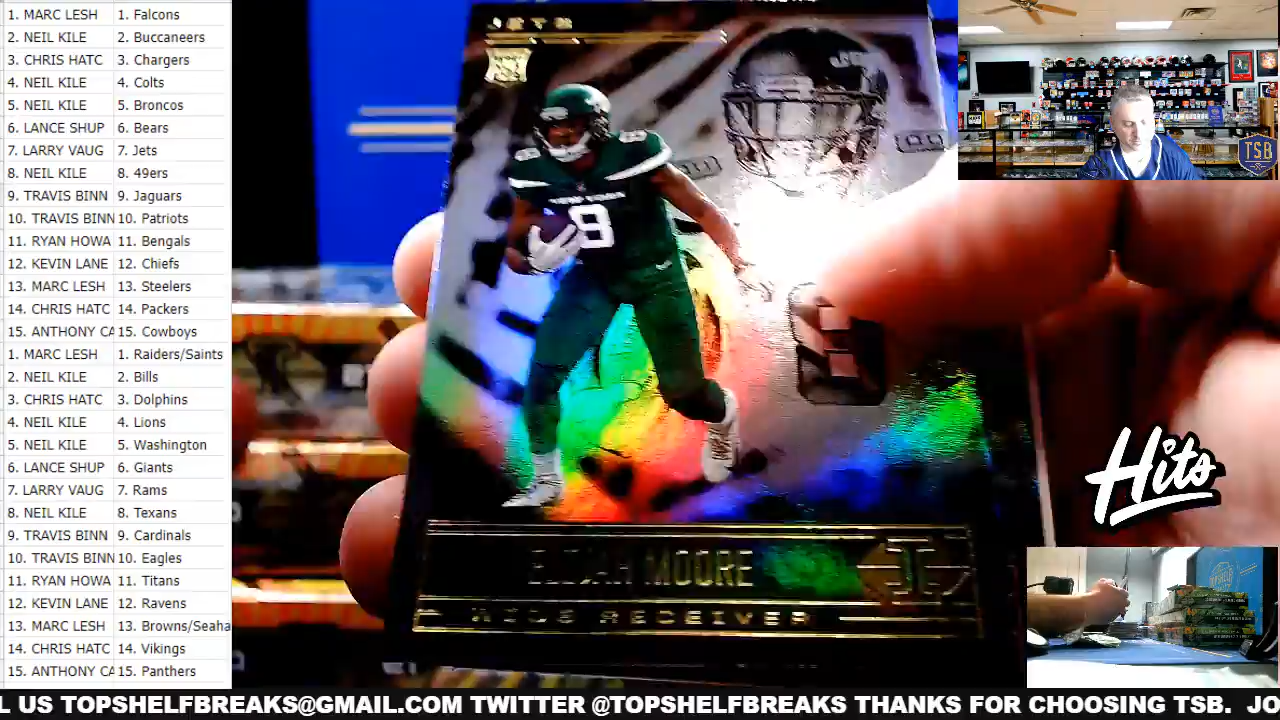 1. MARC LESH 1. Falcons
2. NEIL KILE 2. Buccaneers
3. CHRIS HATC 3. Chargers
4. NEIL KILE 4. Colts
5. NEIL KILE 5. Broncos
6. LANCE SHUP 6. Bears
7. LARRY VAUG 7. Jets
8. NEIL KILE 8. 49ers
9. TRAVIS BINN 9. Jaguars
10. TRAVIS BINN 10. Patriots
11. RYAN HOWA 11. Bengals
12. KEVIN LANE 12. Chiefs
13. MARC LESH 13. Steelers
14. CHRIS HATC 14. Packers
15. ANTHONY CA 15. Cowboys
1. MARC LESH 1. Raiders/Saints
2. NEIL KILE 2. Bills
3. CHRIS HATC 3. Dolphins
4. NEIL KILE 4. Lions
5. NEIL KILE 5. Washington
6. LANCE SHUP 6. Giants
7. LARRY VAUG 7. Rams
8. NEIL KILE 8. Texans
9. TRAVIS BINN 9. Cardinals
10. TRAVIS BINN 10. Eagles
11. RYAN HOWA 11. Titans
12. KEVIN LANE 12. Ravens
13. MARC LESH 13. Browns/Seaha
14. CHRIS HATC 14. Vikings
15. ANTHONY CA 15. Panthers
JETS
NEW YORK
8
ELIJAH MOORE
WIDE RECEIVER
TSB
Hits
L US TOPSHELFBREAKS@GMAIL.COM TWITTER @TOPSHELFBREAKS THANKS FOR CHOOSING TSB. JO